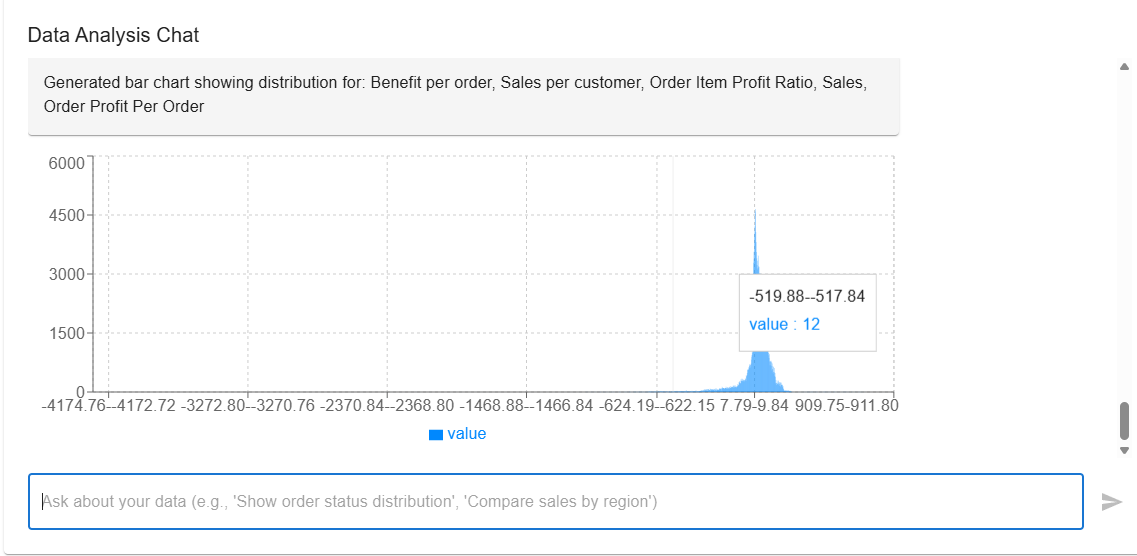 Data Analysis Chat
Generated bar chart showing distribution for: Benefit per order, Sales per customer, Order Item Profit Ratio, Sales,
Order Profit Per Order
6000
4500
3000
1500
0
-519.88--517.84
value : 12
-4174.76--4172.72 -3272.80--3270.76 -2370.84--2368.80 -1468.88--1466.84 -624.19--622.15 7.79-9.84 909.75-911.80
value
Ask about your data (e.g., 'Show order status distribution', 'Compare sales by region')